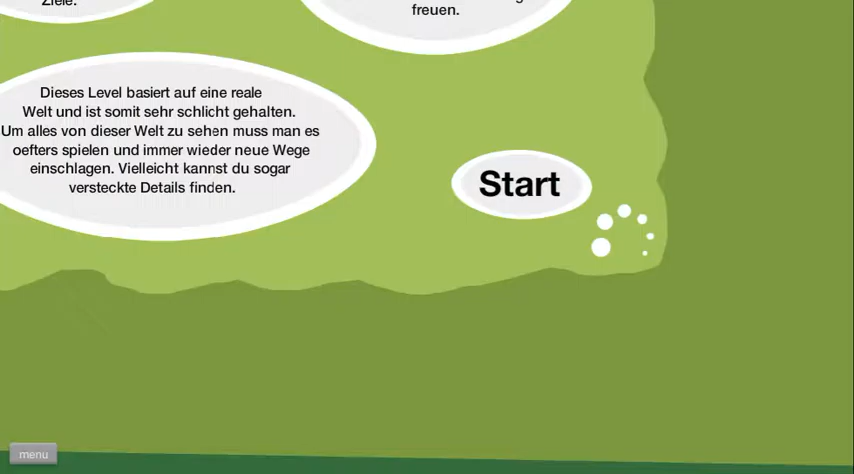 Ziele.
freuen.
Dieses Level basiert auf eine reale
Welt und ist somit sehr schlicht gehalten.
Um alles von dieser Welt zu sehen muss man es
oefters spielen und immer wieder neue Wege
einschlagen. Vielleicht kannst du sogar
versteckte Details finden.
Start
menu